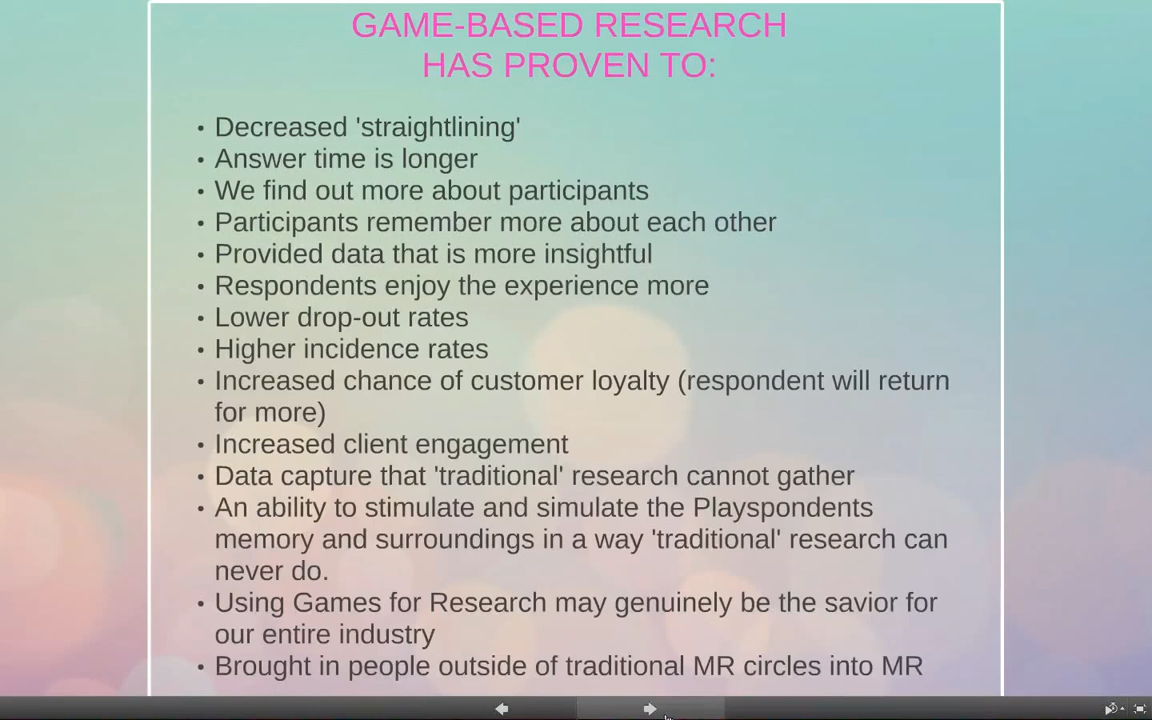 GAME-BASED RESEARCH
HAS PROVEN TO:
• Decreased 'straightlining'
• Answer time is longer
• We find out more about participants
• Participants remember more about each other
• Provided data that is more insightful
• Respondents enjoy the experience more
• Lower drop-out rates
• Higher incidence rates
• Increased chance of customer loyalty (respondent will return
for more)
• Increased client engagement
• Data capture that 'traditional' research cannot gather
• An ability to stimulate and simulate the Playspondents
memory and surroundings in a way 'traditional' research can
never do.
• Using Games for Research may genuinely be the savior for
our entire industry
• Brought in people outside of traditional MR circles into MR